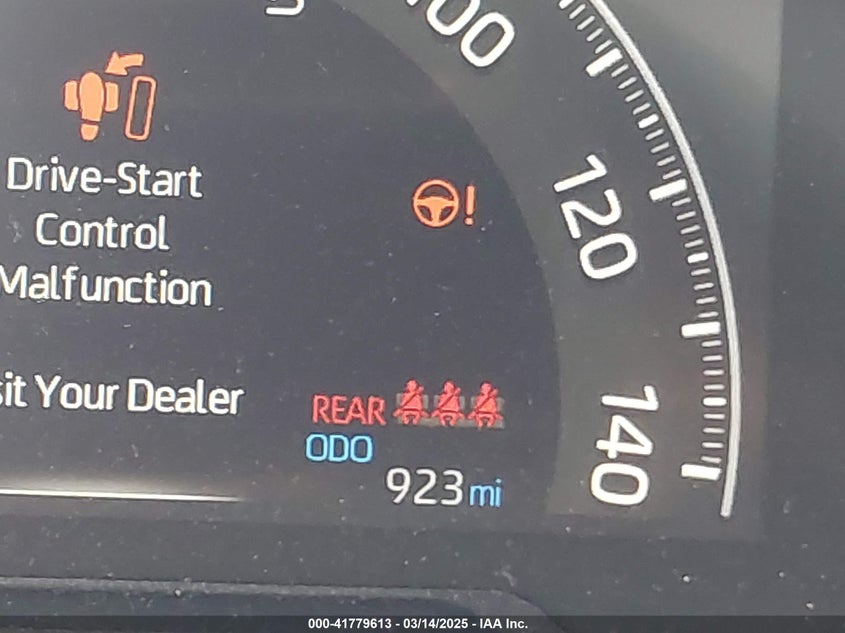 100
Drive-Start
Control
Malfunction
120
Your Dealer
REAR
140
ODO
923 mi
000-41779613 - 03/14/2025 - IAA Inc.